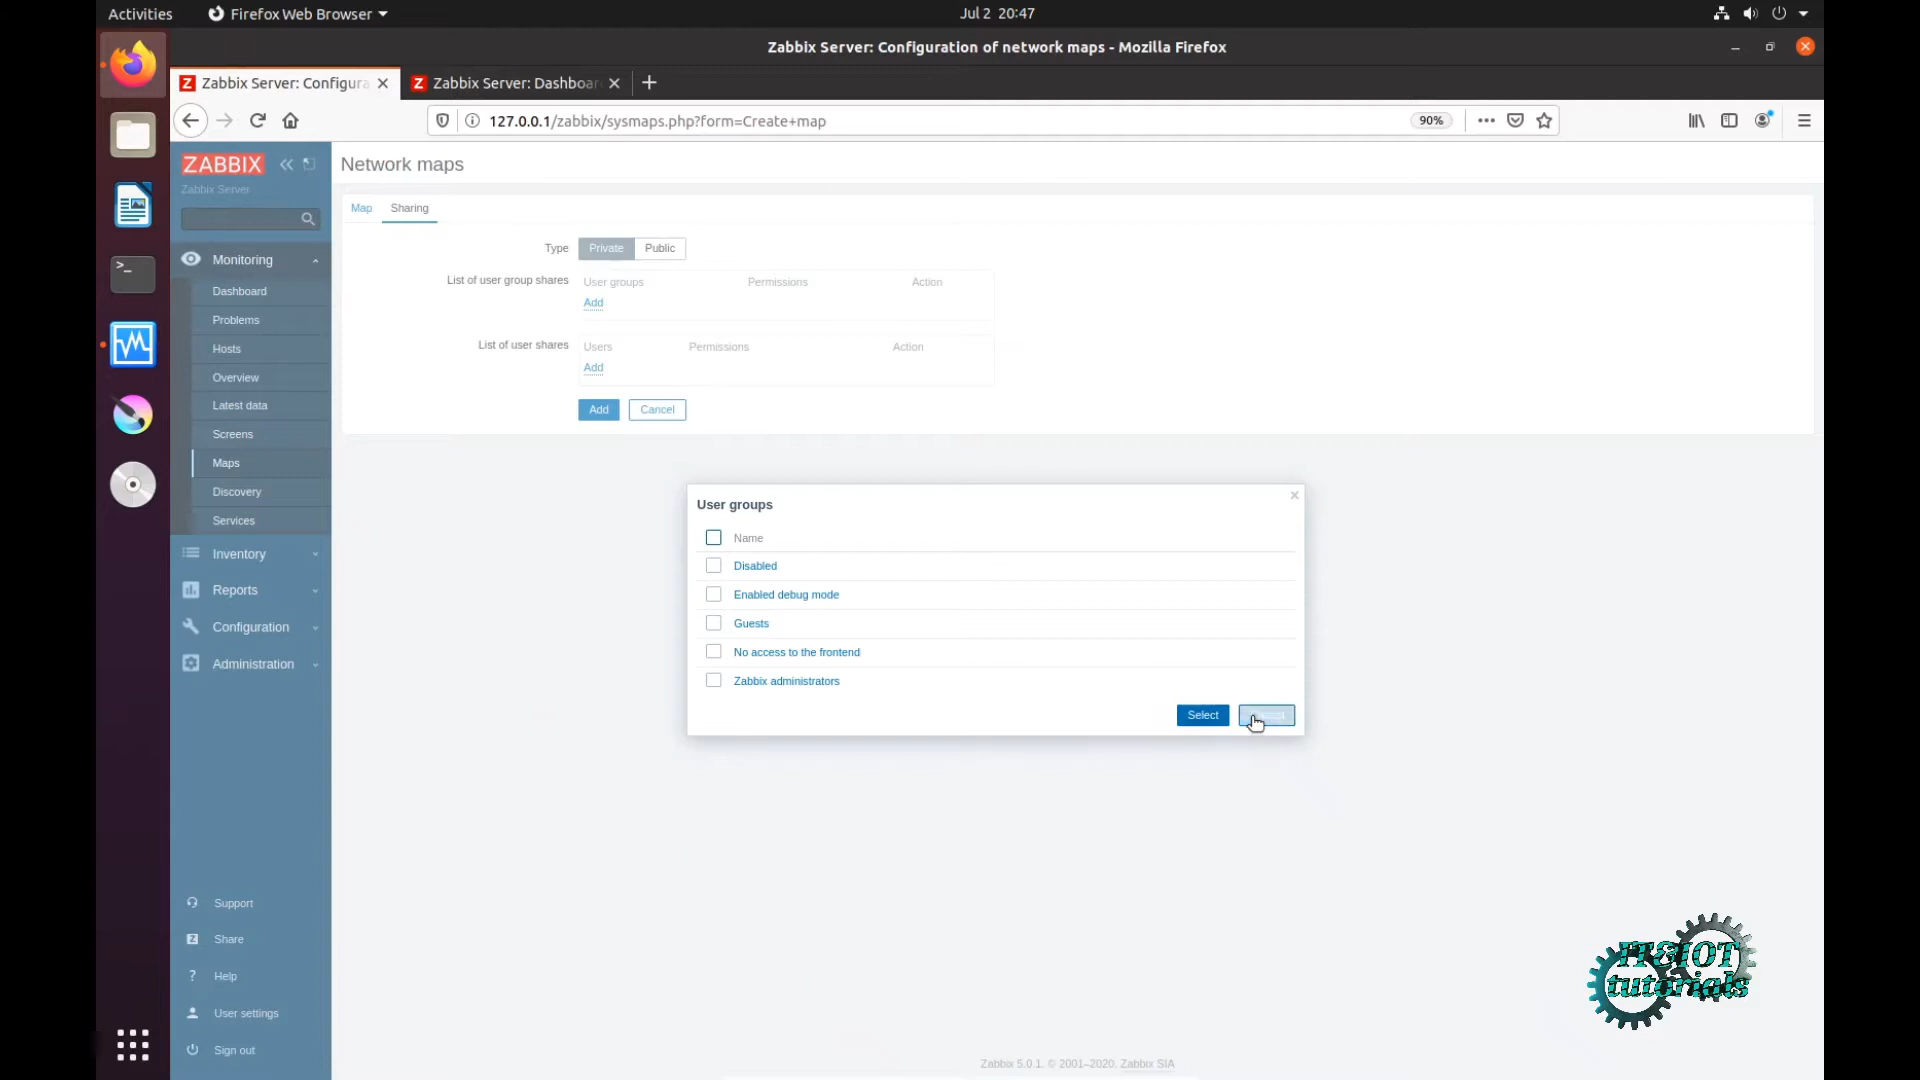 Activities
Firefox Web Browser
Jul 2 20:47
Zabbix Server: Configuration of network maps - Mozilla Firefox
Zabbix Server: Configura
Zabbix Server: Dashboar
127.0.0.1/zabbix/sysmaps.php?form=Create+map
90%
ZABBIX
Zabbix Server
Monitoring
Dashboard
Problems
Hosts
Overview
Latest data
Screens
Maps
Discovery
Services
Inventory
Reports
Configuration
Administration
Support
Share
Help
User settings
Sign out
Network maps
Map
Sharing
Type
Private
Public
List of user group shares
User groups
Permissions
Action
Add
List of user shares
Users
Permissions
Action
Add
Add
Cancel
User groups
Name
Disabled
Enabled debug mode
Guests
No access to the frontend
Zabbix administrators
Select
IT&IOT
tutorials
Zabbix 5.0.1. © 2001–2020, Zabbix SIA